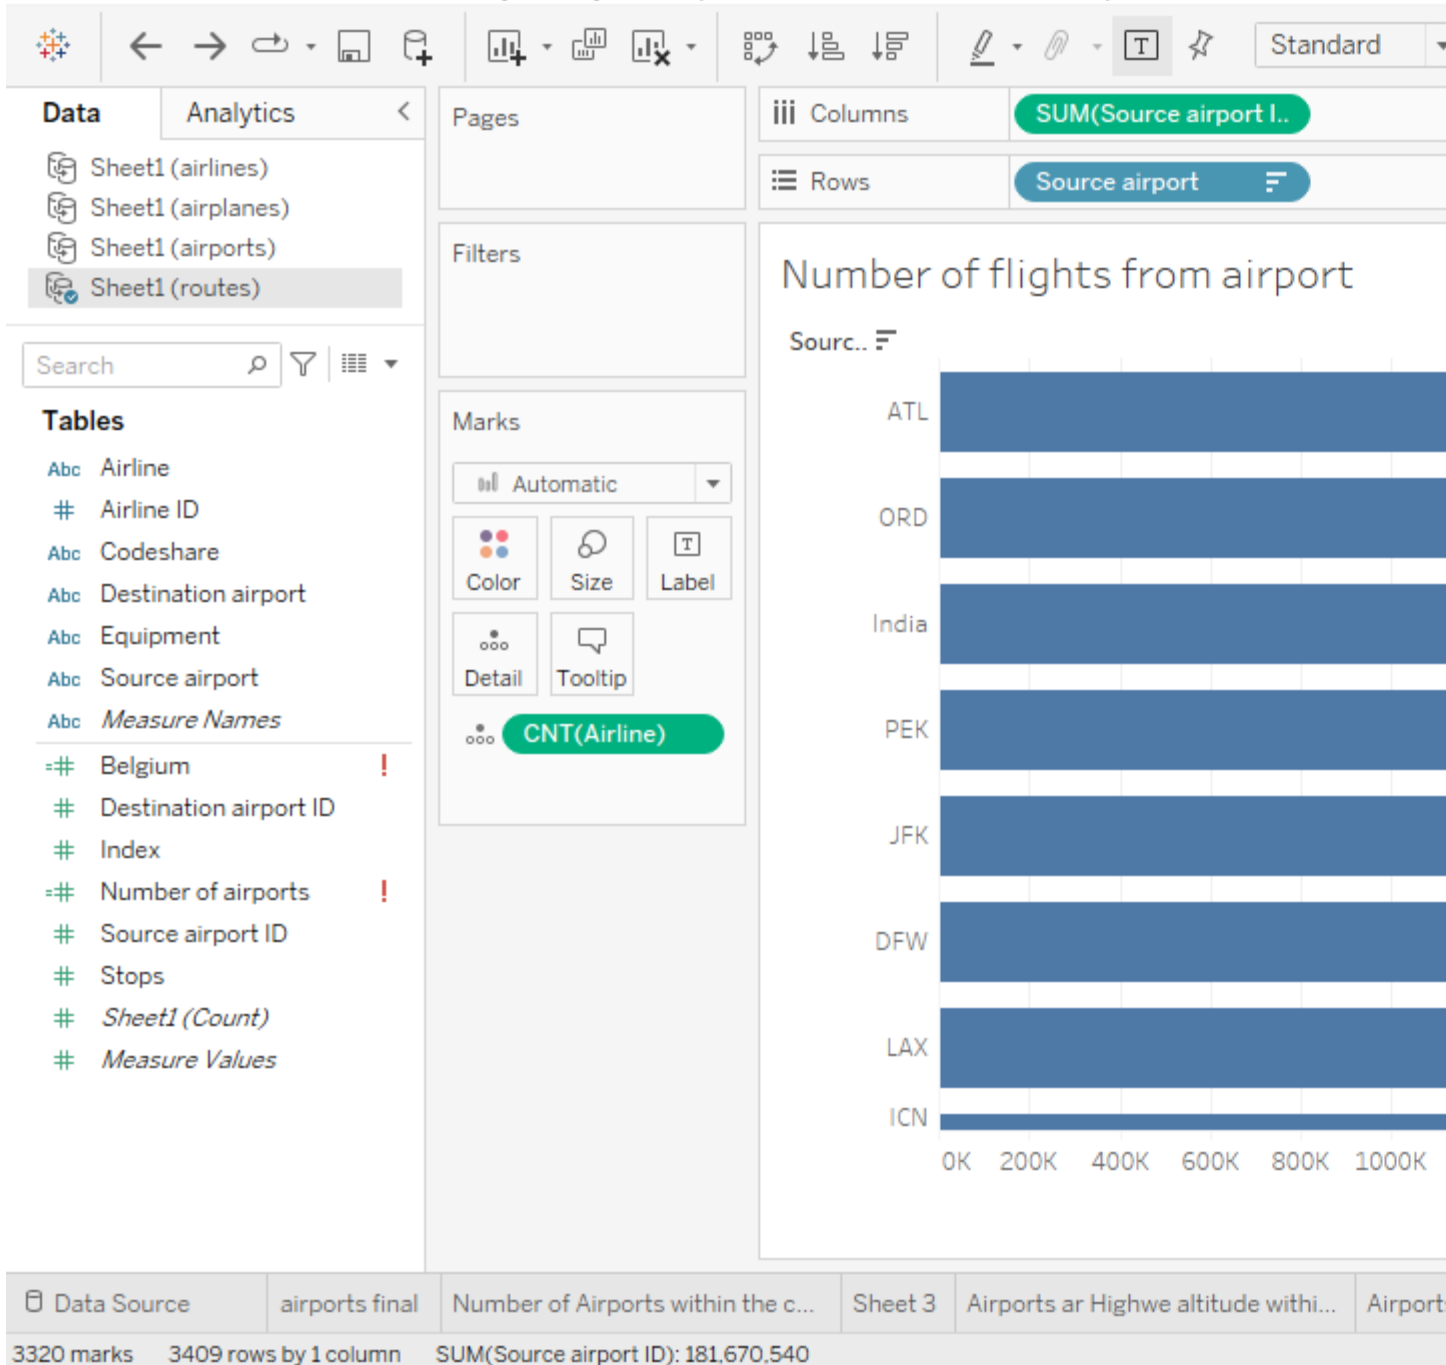 Standard
Data
Analytics
Sheet1 (airlines)
Sheet1 (airplanes)
Sheet1 (airports)
Sheet1 (routes)
Search
Tables
Abc Airline
# Airline ID
Abc Codeshare
Abc Destination airport
Abc Equipment
Abc Source airport
Abc Measure Names
=# Belgium !
# Destination airport ID
# Index
=# Number of airports !
# Source airport ID
# Stops
# Sheet1 (Count)
# Measure Values
Pages
Filters
Marks
Automatic
Color Size Label
Detail Tooltip
CNT(Airline)
Columns SUM(Source airport I..
Rows Source airport
Number of flights from airport
Sourc..
ATL
ORD
India
PEK
JFK
DFW
LAX
ICN
0K 200K 400K 600K 800K 1000K
Data Source airports final Number of Airports within the c... Sheet 3 Airports ar Highwe altitude withi... Airport
3320 marks 3409 rows by 1 column SUM(Source airport ID): 181,670,540